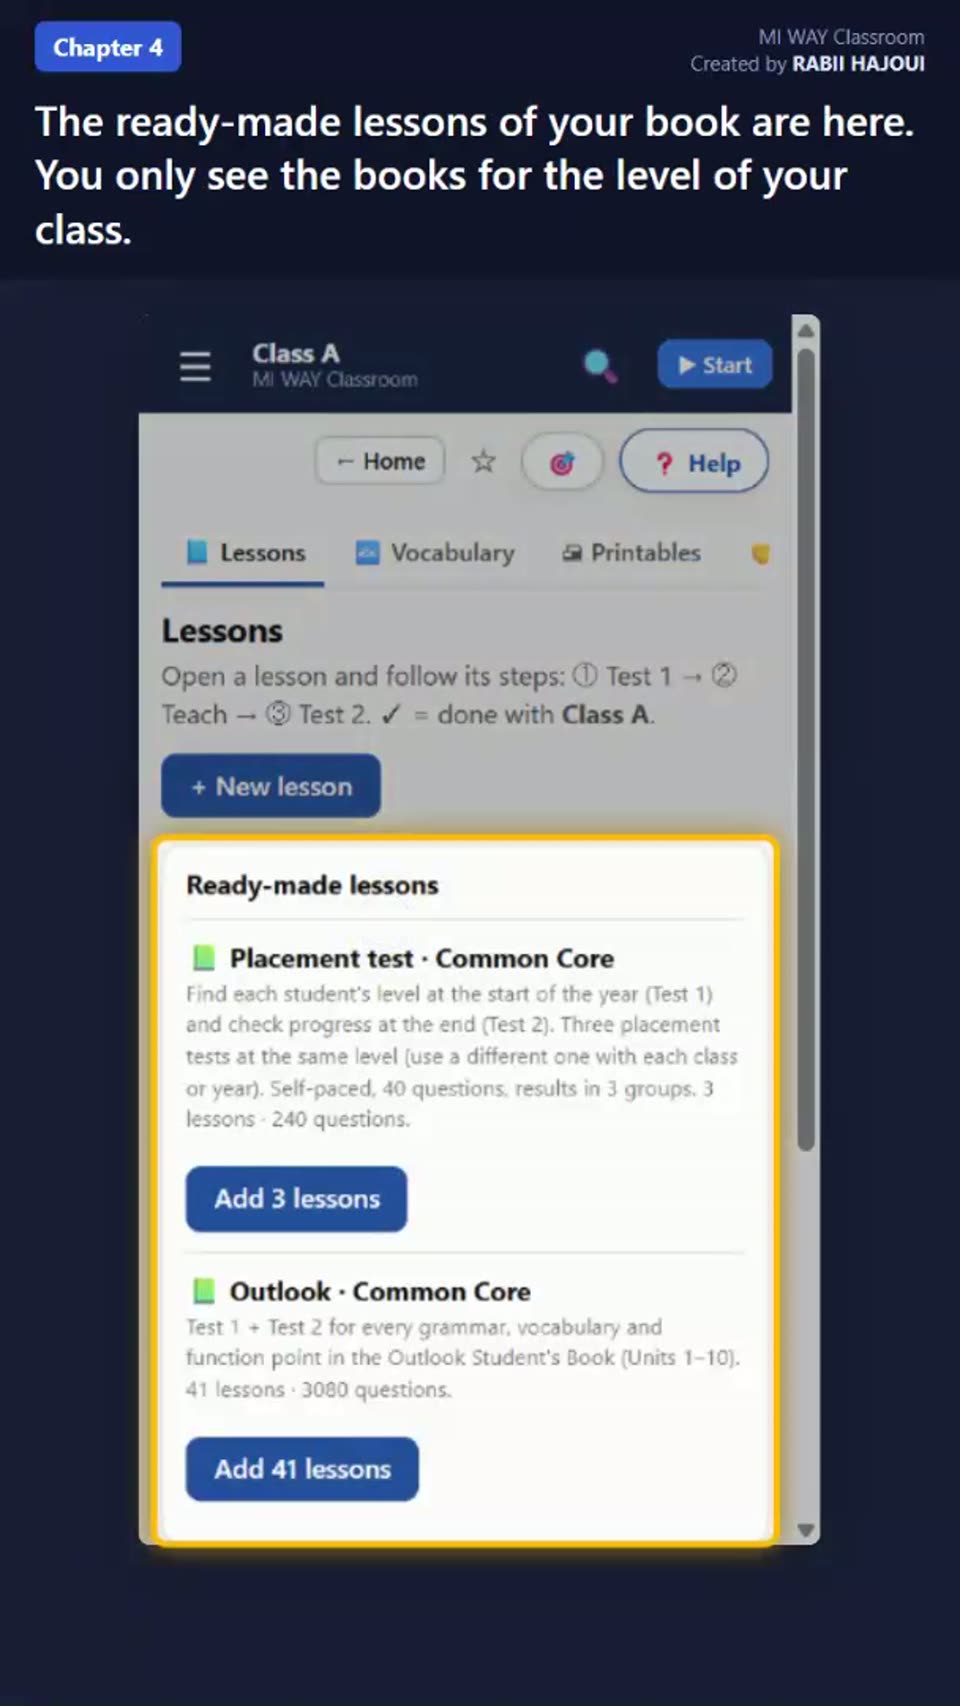 Chapter 4
MI WAY Classroom
Created by RABII HAJOUI
The ready-made lessons of your book are here.
You only see the books for the level of your
class.
Class A
MI WAY Classroom
▶ Start
← Home
☆
❓ Help
Lessons
Vocabulary
Printables
Lessons
Open a lesson and follow its steps: ① Test 1 → ②
Teach → ③ Test 2. ✓ = done with Class A.
+ New lesson
Ready-made lessons
Placement test · Common Core
Find each student's level at the start of the year (Test 1)
and check progress at the end (Test 2). Three placement
tests at the same level (use a different one with each class
or year). Self-paced, 40 questions, results in 3 groups. 3
lessons · 240 questions.
Add 3 lessons
Outlook · Common Core
Test 1 + Test 2 for every grammar, vocabulary and
function point in the Outlook Student's Book (Units 1–10).
41 lessons · 3080 questions.
Add 41 lessons